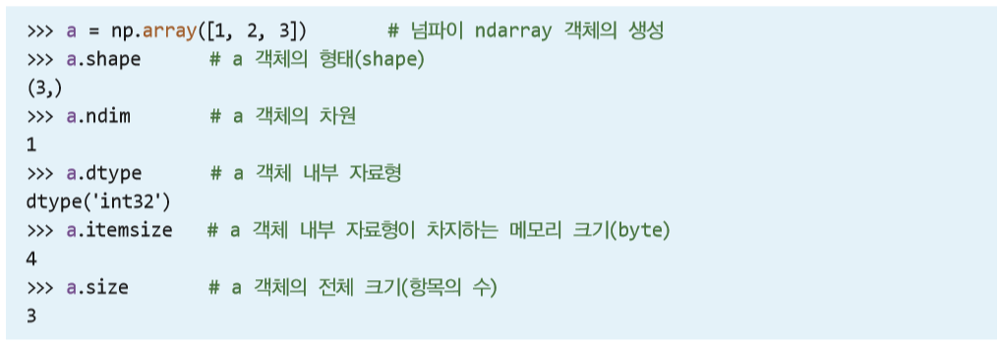 >>> a = np.array([1, 2, 3]) # 넘파이 ndarray 객체의 생성
>>> a.shape # a 객체의 형태(shape)
(3,)
>>> a.ndim # a 객체의 차원
1
>>> a.dtype # a 객체 내부 자료형
dtype('int32')
>>> a.itemsize # a 객체 내부 자료형이 차지하는 메모리 크기(byte)
4
>>> a.size # a 객체의 전체 크기(항목의 수)
3